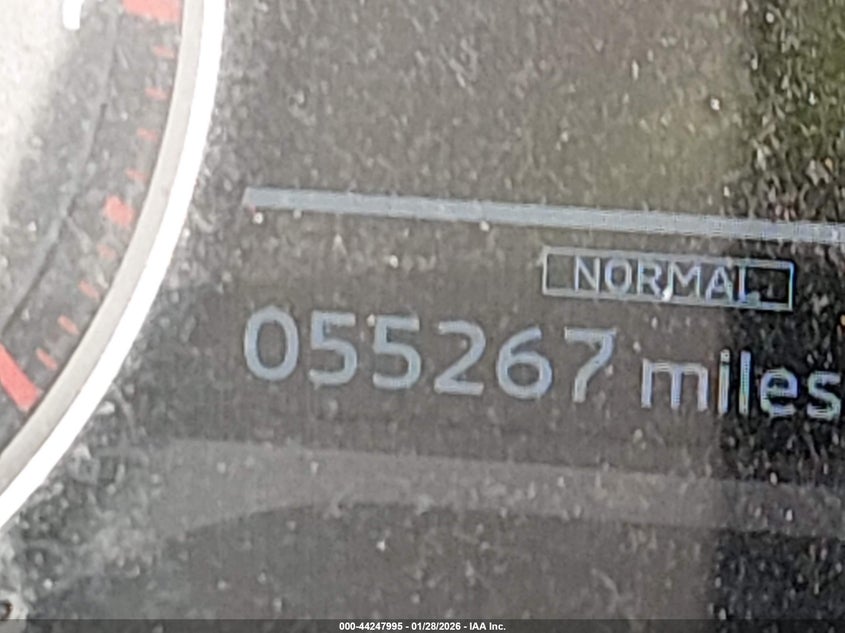 NORMAL
055267 miles
000-44247995 - 01/28/2026 - IAA Inc.